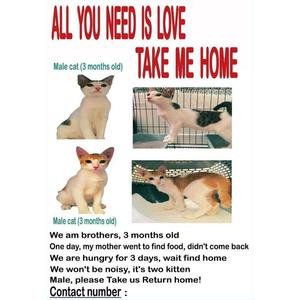 ALL YOU NEED IS LOVE
TAKE ME HOME
Male cat (3 months old)
Male cat (3 months old)
We am brothers, 3 months old
One day, my mother went to find food, didn't come back
We are hungry for 3 days, wait find home
We won't be noisy, it's two kitten
Male, please Take us Return home!
Contact number :